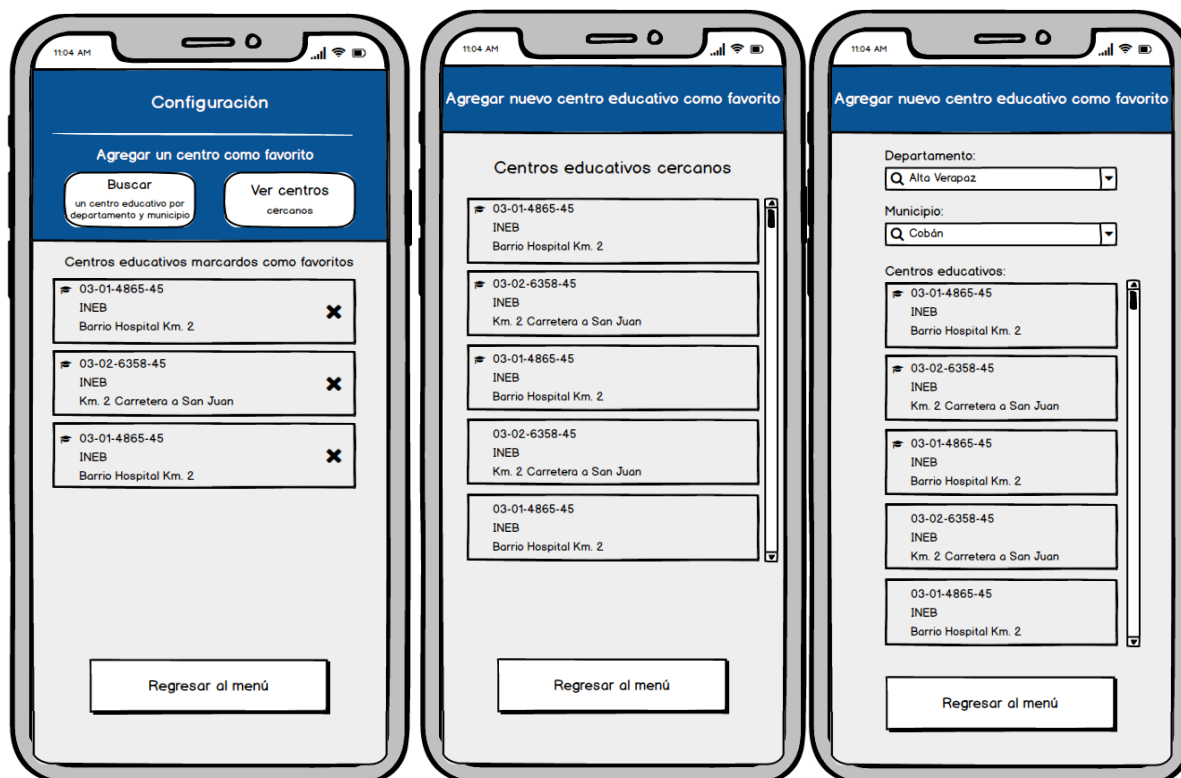 11:04 AM
Configuración
Agregar un centro como favorito
Buscar
un centro educativo por
departamento y municipio
Ver centros
cercanos
Centros educativos marcardos como favoritos
03-01-4865-45
INEB
Barrio Hospital Km. 2
03-02-6358-45
INEB
Km. 2 Carretera a San Juan
03-01-4865-45
INEB
Barrio Hospital Km. 2
Regresar al menú
11:04 AM
Agregar nuevo centro educativo como favorito
Centros educativos cercanos
03-01-4865-45
INEB
Barrio Hospital Km. 2
03-02-6358-45
INEB
Km. 2 Carretera a San Juan
03-01-4865-45
INEB
Barrio Hospital Km. 2
03-02-6358-45
INEB
Km. 2 Carretera a San Juan
03-01-4865-45
INEB
Barrio Hospital Km. 2
Regresar al menú
11:04 AM
Agregar nuevo centro educativo como favorito
Departamento:
Alta Verapaz
Municipio:
Cobán
Centros educativos:
03-01-4865-45
INEB
Barrio Hospital Km. 2
03-02-6358-45
INEB
Km. 2 Carretera a San Juan
03-01-4865-45
INEB
Barrio Hospital Km. 2
03-02-6358-45
INEB
Km. 2 Carretera a San Juan
03-01-4865-45
INEB
Barrio Hospital Km. 2
Regresar al menú